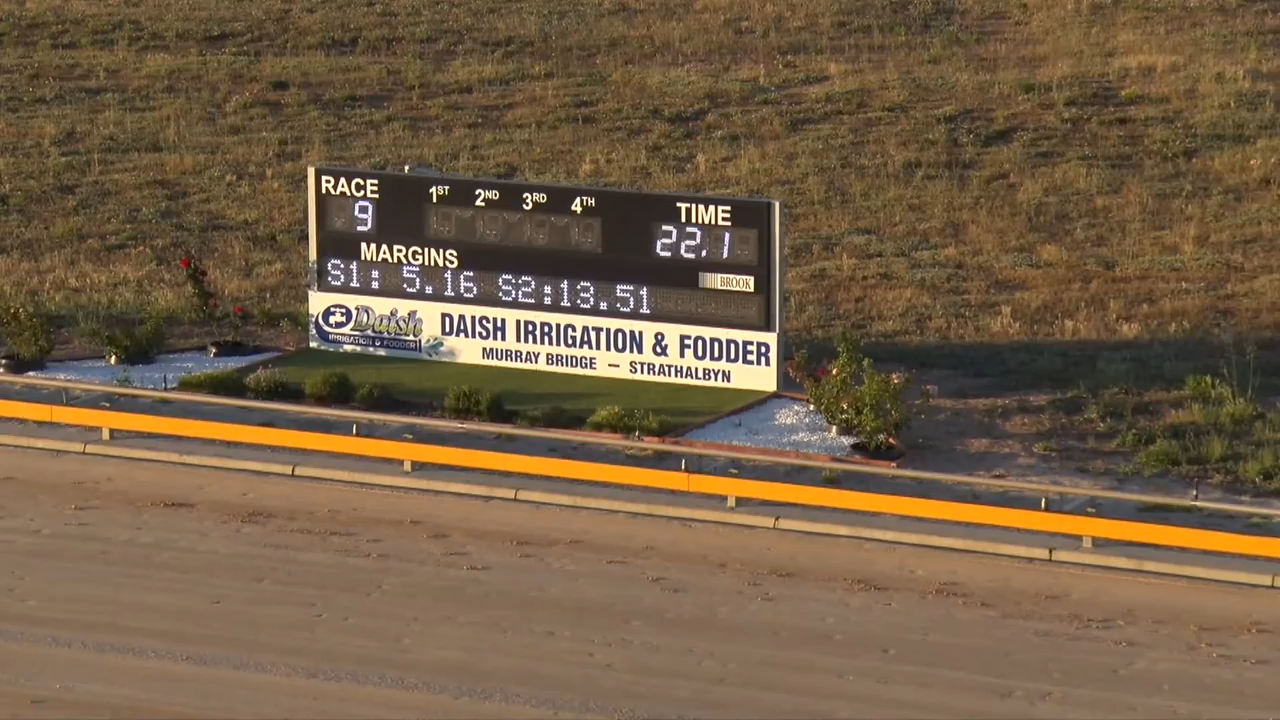 RACE 1ST 2ND 3RD 4TH TIME
9 22.1
MARGINS
BROOK
S1: 5.16 S2:13.51
Daish
IRRIGATION & FODDER
DAISH IRRIGATION & FODDER
MURRAY BRIDGE – STRATHALBYN